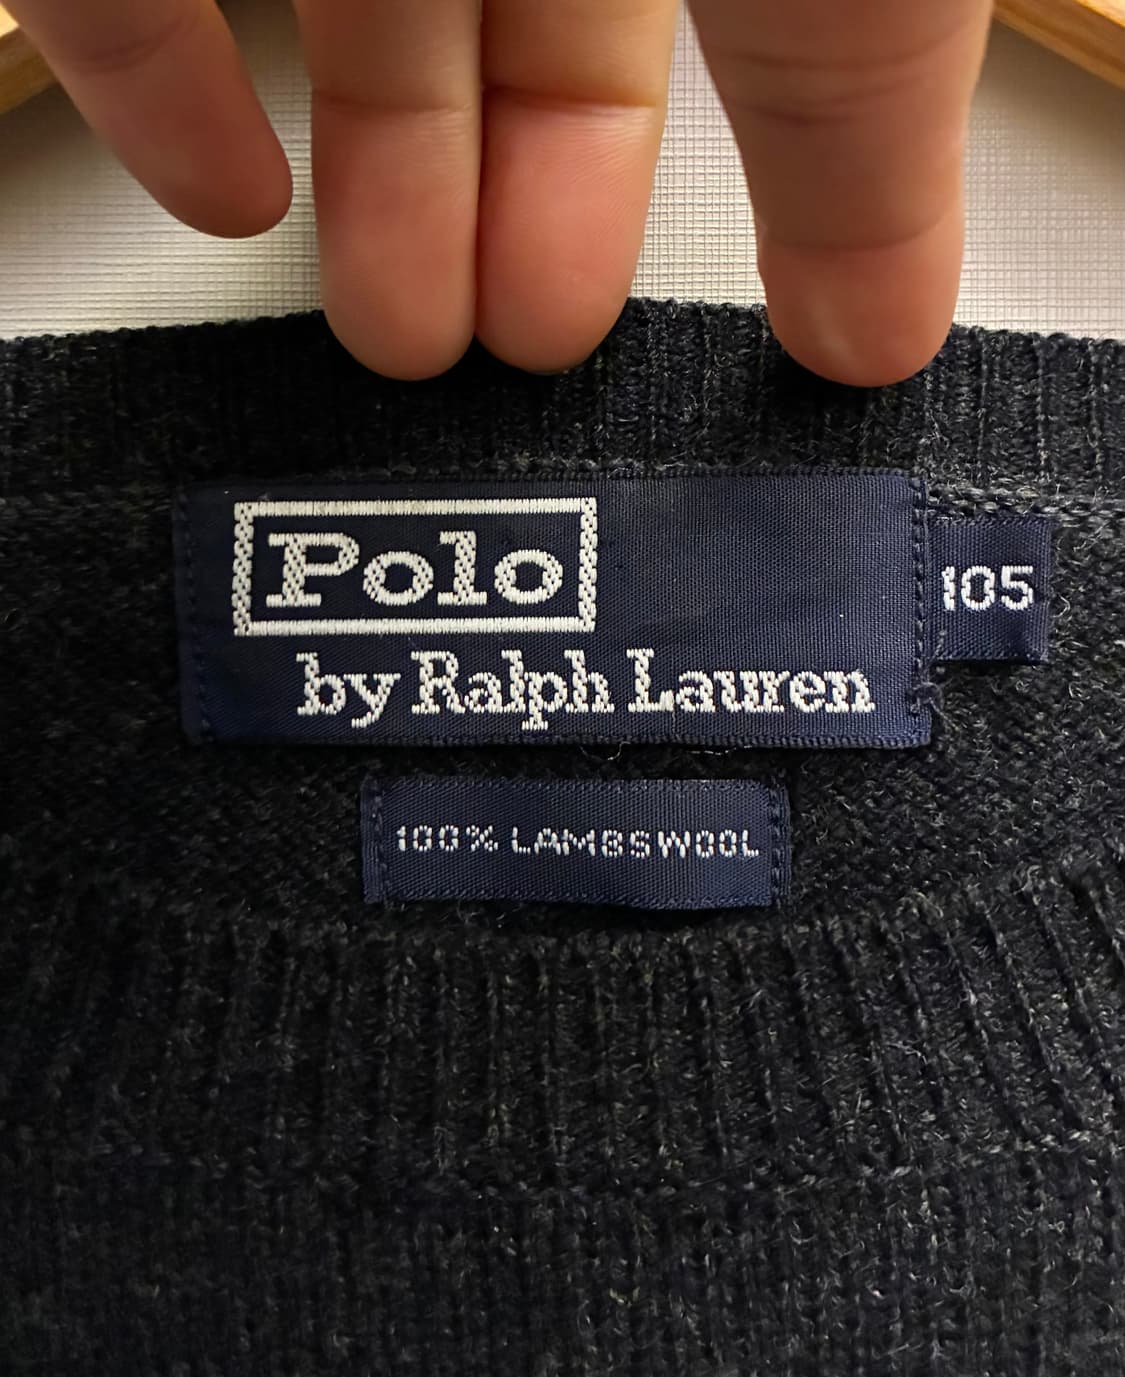 Polo
by Ralph Lauren
105
100% LAMBSWOOL